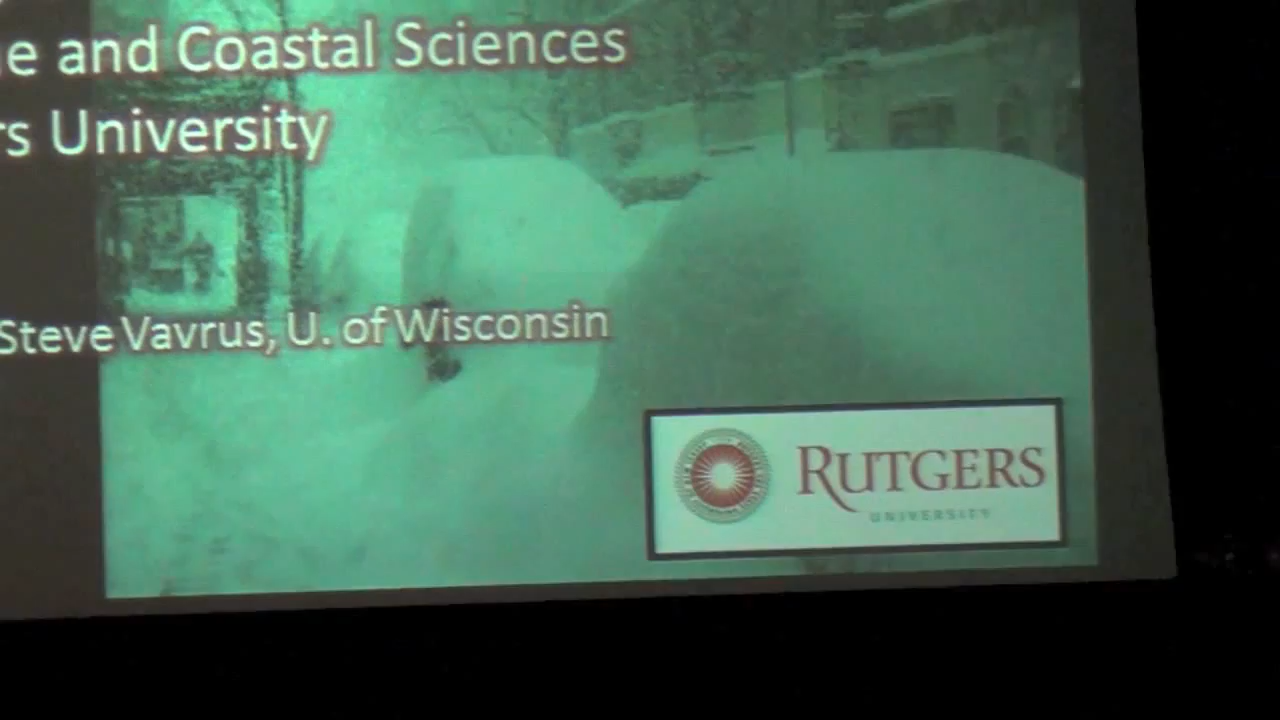 e and Coastal Sciences
rs University
Steve Vavrus, U. of Wisconsin
RUTGERS
UNIVERSITY